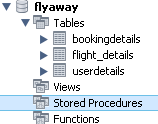 flyaway
Tables
bookingdetails
flight_details
userdetails
Views
Stored Procedures
Functions